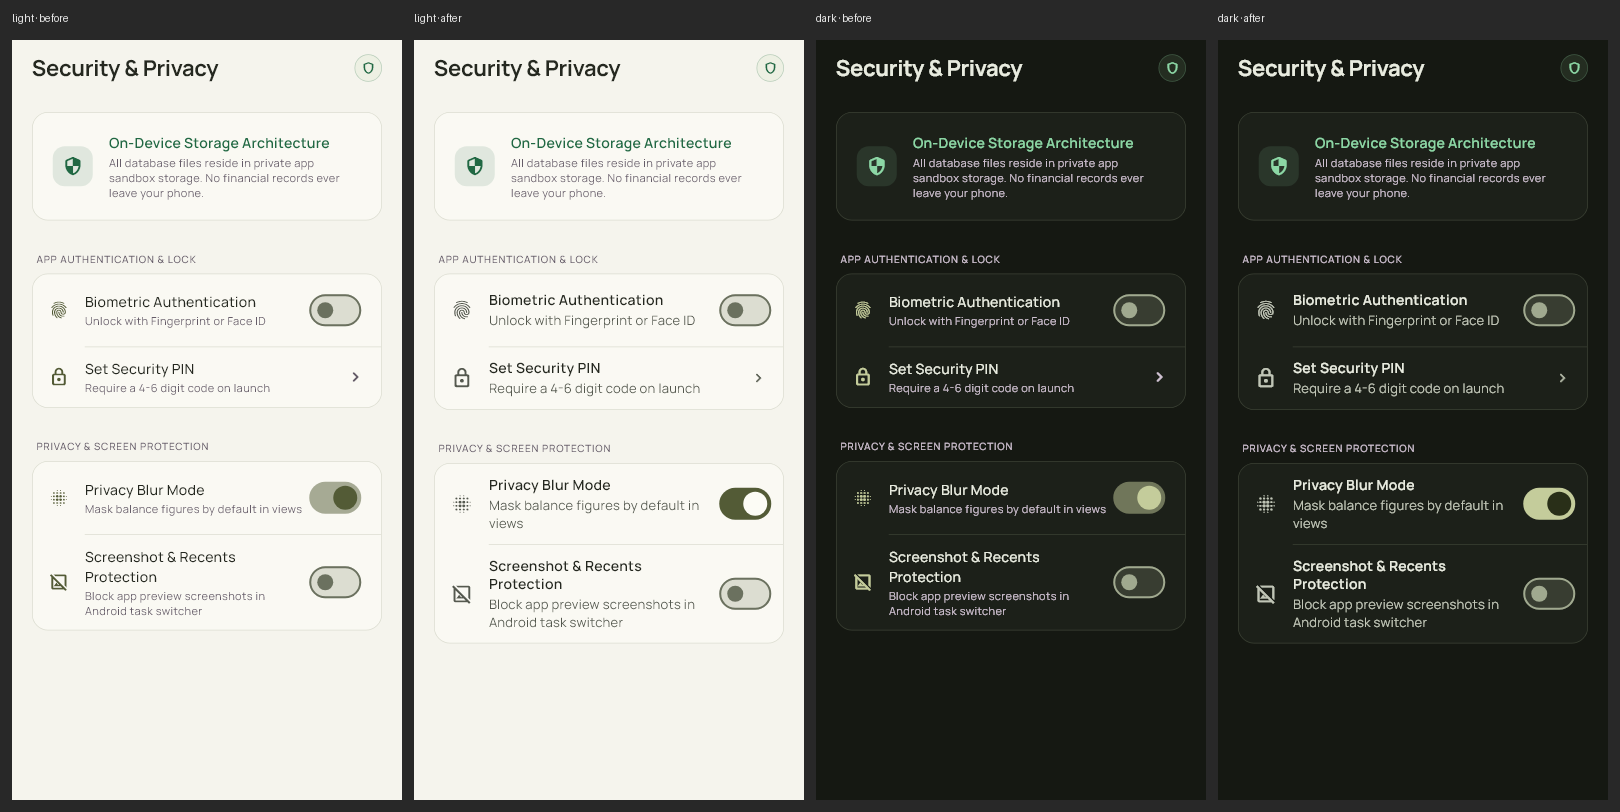 light·before
Security & Privacy
On-Device Storage Architecture
All database files reside in private app
sandbox storage. No financial records ever
leave your phone.
APP AUTHENTICATION & LOCK
Biometric Authentication
Unlock with Fingerprint or Face ID
Set Security PIN
Require a 4-6 digit code on launch
PRIVACY & SCREEN PROTECTION
Privacy Blur Mode
Mask balance figures by default in views
Screenshot & Recents
Protection
Block app preview screenshots in
Android task switcher
light·after
Security & Privacy
On-Device Storage Architecture
All database files reside in private app
sandbox storage. No financial records ever
leave your phone.
APP AUTHENTICATION & LOCK
Biometric Authentication
Unlock with Fingerprint or Face ID
Set Security PIN
Require a 4-6 digit code on launch
PRIVACY & SCREEN PROTECTION
Privacy Blur Mode
Mask balance figures by default in
views
Screenshot & Recents
Protection
Block app preview screenshots in
Android task switcher
dark·before
Security & Privacy
On-Device Storage Architecture
All database files reside in private app
sandbox storage. No financial records ever
leave your phone.
APP AUTHENTICATION & LOCK
Biometric Authentication
Unlock with Fingerprint or Face ID
Set Security PIN
Require a 4-6 digit code on launch
PRIVACY & SCREEN PROTECTION
Privacy Blur Mode
Mask balance figures by default in views
Screenshot & Recents
Protection
Block app preview screenshots in
Android task switcher
dark·after
Security & Privacy
On-Device Storage Architecture
All database files reside in private app
sandbox storage. No financial records ever
leave your phone.
APP AUTHENTICATION & LOCK
Biometric Authentication
Unlock with Fingerprint or Face ID
Set Security PIN
Require a 4-6 digit code on launch
PRIVACY & SCREEN PROTECTION
Privacy Blur Mode
Mask balance figures by default in
views
Screenshot & Recents
Protection
Block app preview screenshots in
Android task switcher